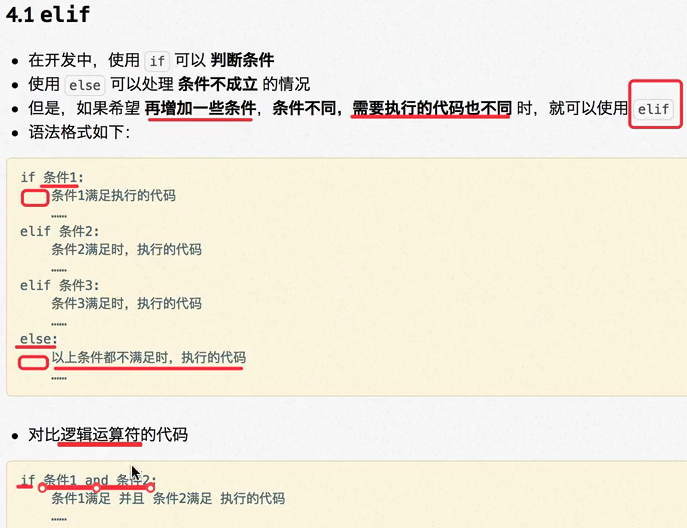 4.1 elif
在开发中，使用 if 可以 判断条件
使用 else 可以处理 条件不成立 的情况
但是，如果希望 再增加一些条件，条件不同，需要执行的代码也不同 时，就可以使用 elif
语法格式如下：
if 条件1:
条件1满足执行的代码
……
elif 条件2:
条件2满足时，执行的代码
……
elif 条件3:
条件3满足时，执行的代码
……
else:
以上条件都不满足时，执行的代码
……
对比逻辑运算符的代码
if 条件1 and 条件2:
条件1满足 并且 条件2满足 执行的代码
……